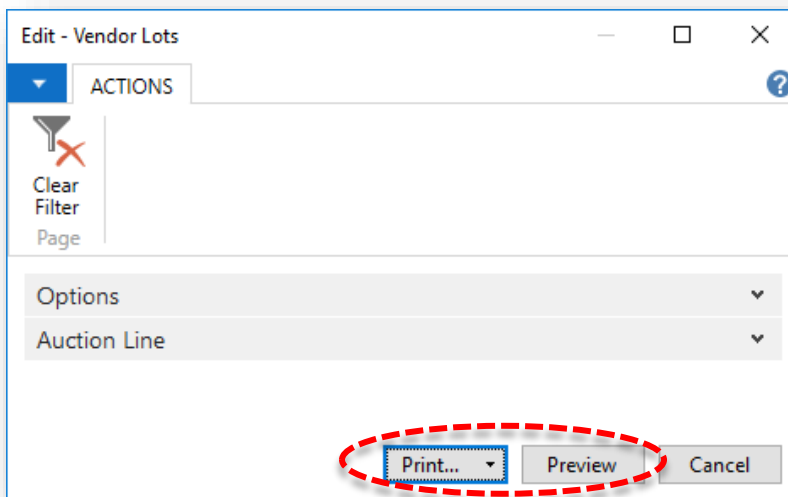 Edit - Vendor Lots
ACTIONS
?
Clear
Filter
Page
Options
Auction Line
Print... Preview Cancel